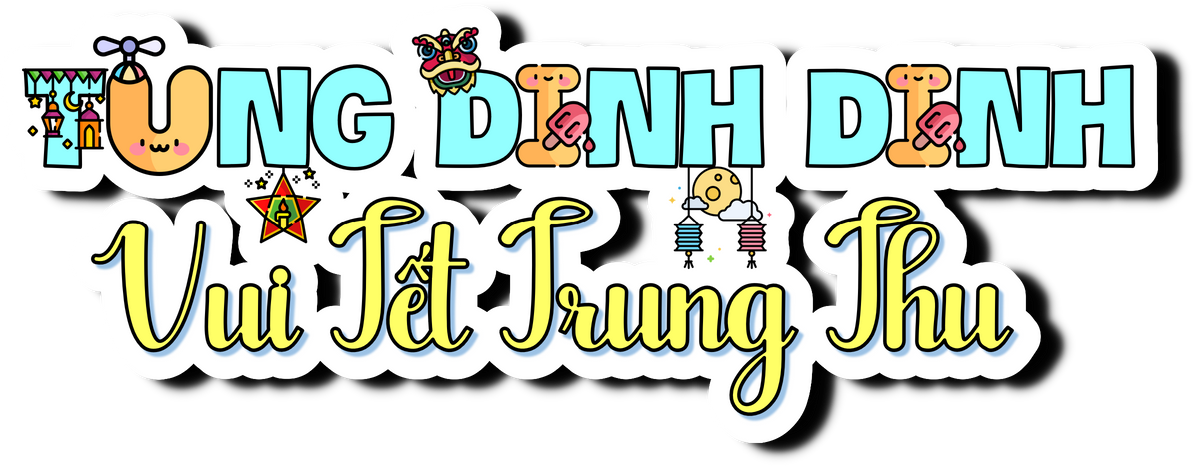 TÙNG DINH DINH
Vui Tết Trung Thu